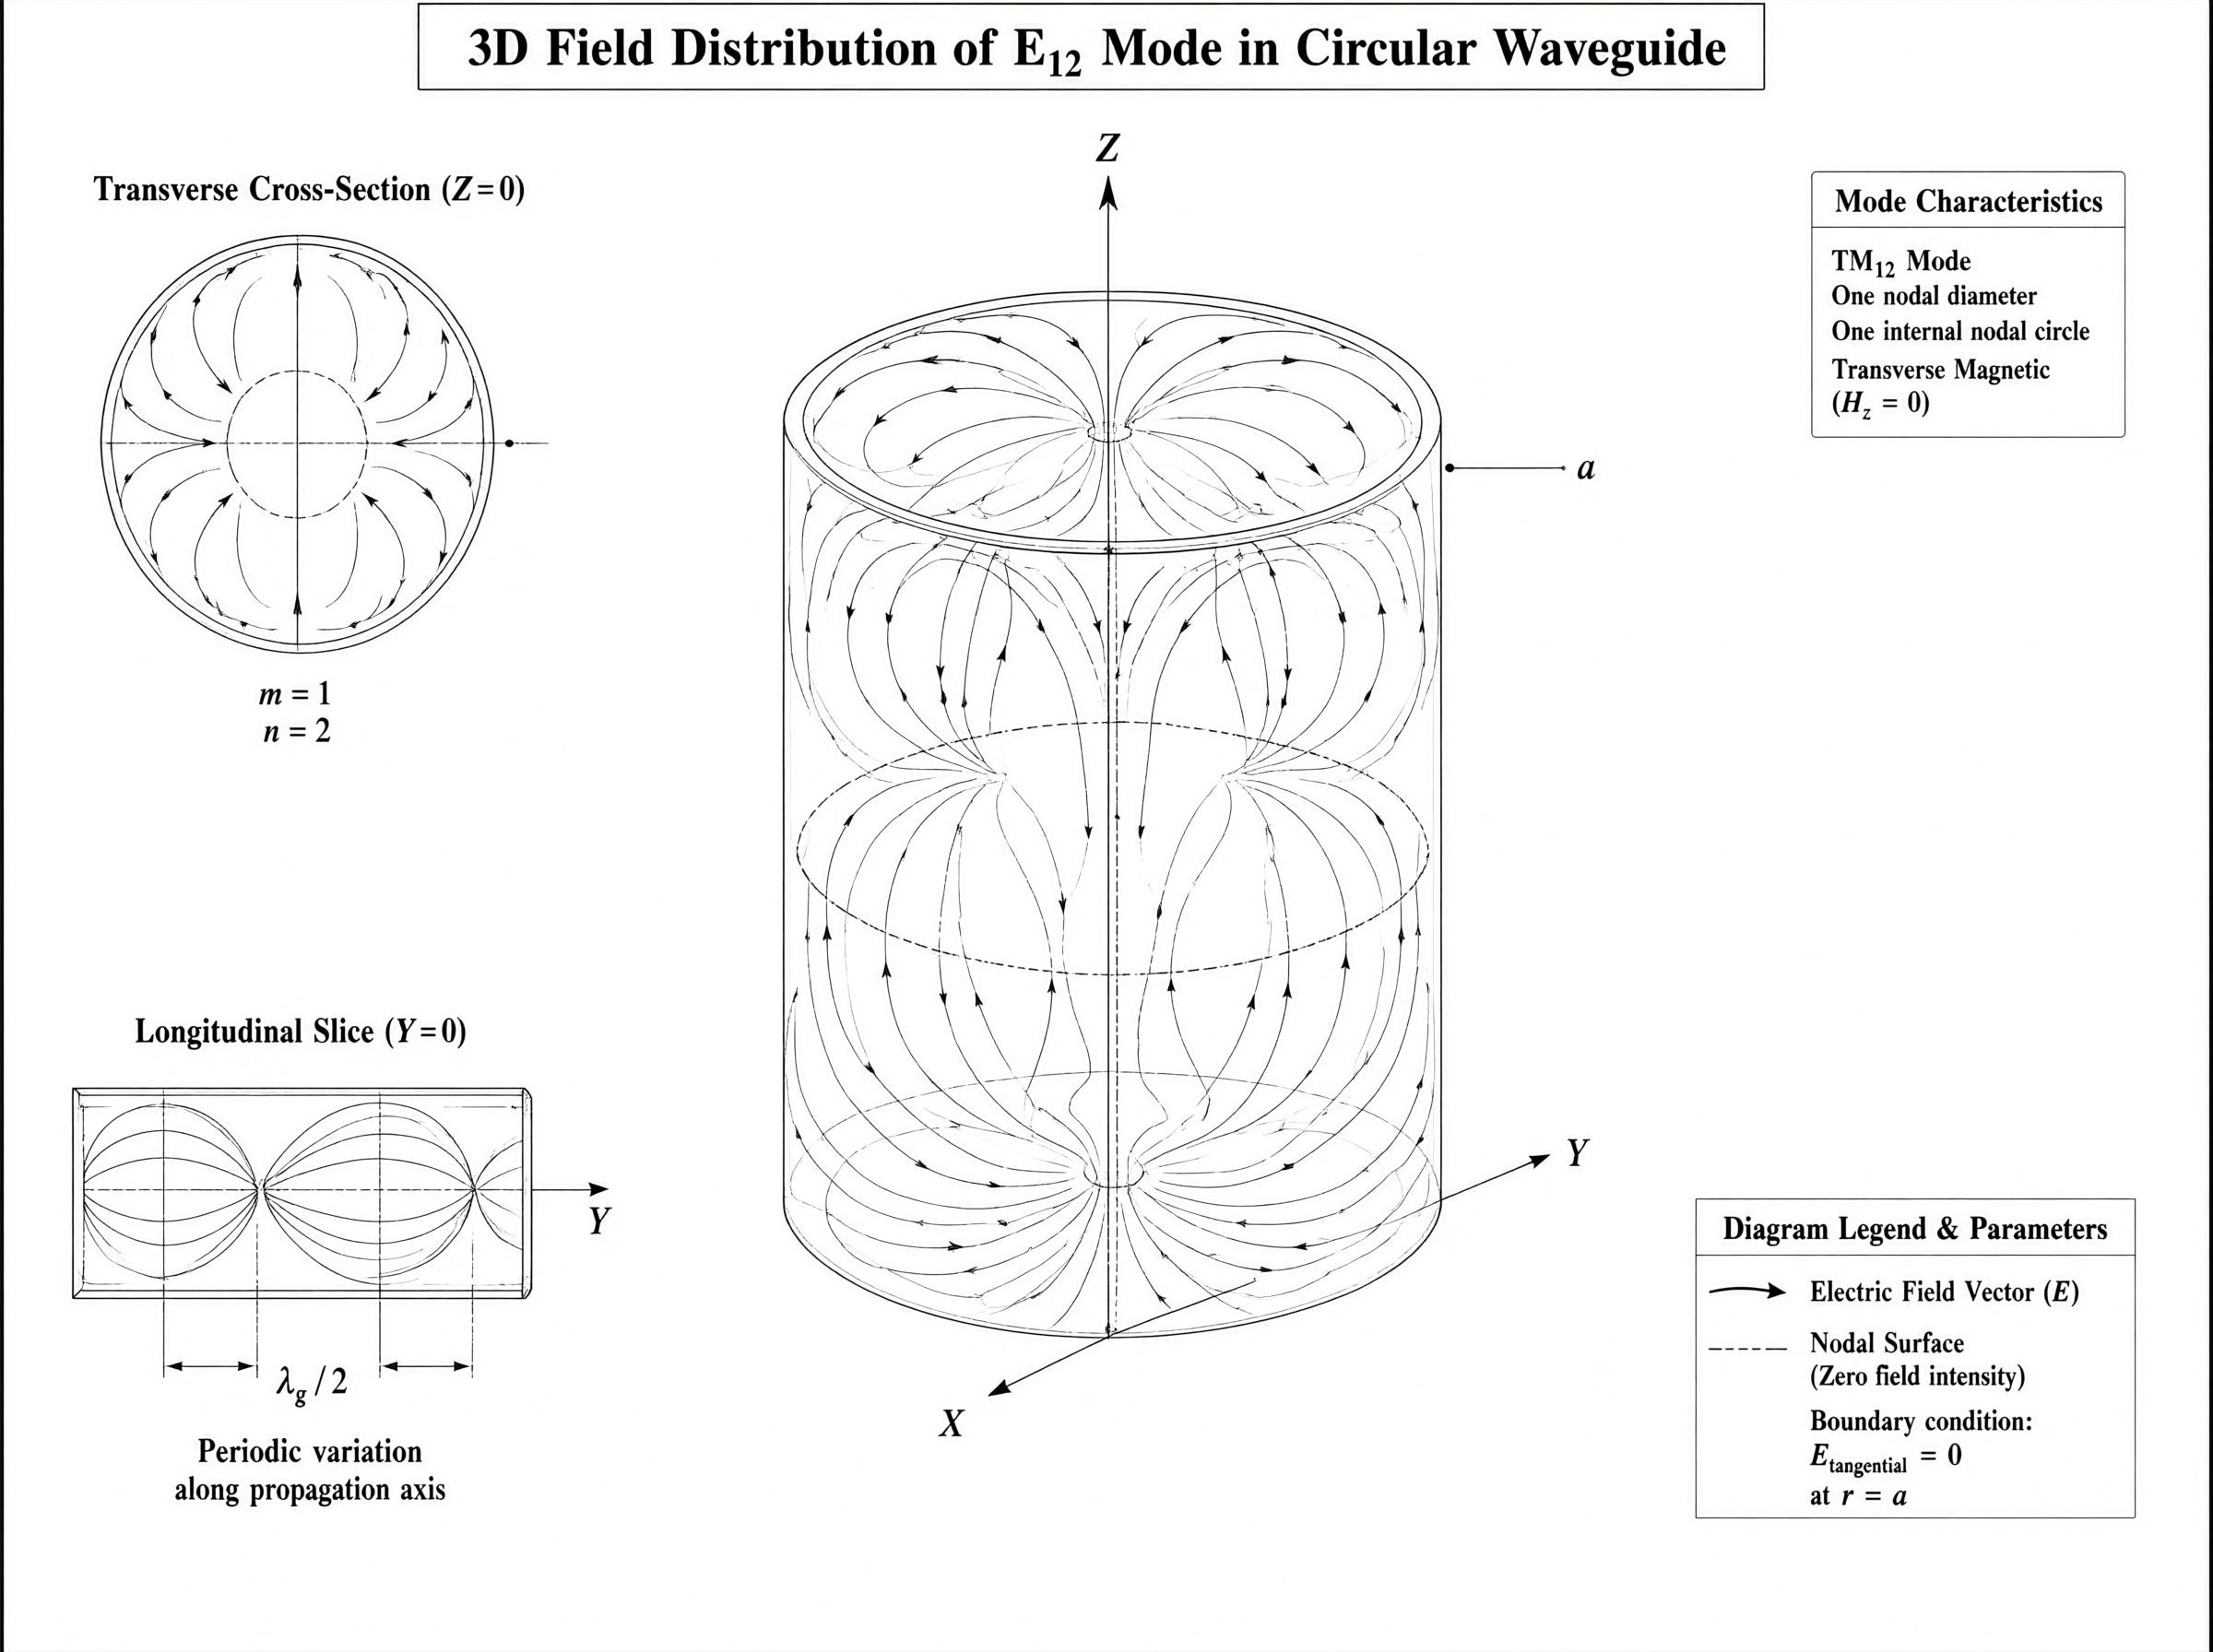 3D Field Distribution of E₁₂ Mode in Circular Waveguide
Transverse Cross-Section (Z=0)
m = 1
n = 2
Longitudinal Slice (Y=0)
Y
λg/2
Periodic variation
along propagation axis
Z
a
Y
X
Mode Characteristics
TM₁₂ Mode
One nodal diameter
One internal nodal circle
Transverse Magnetic
(Hz = 0)
Diagram Legend & Parameters
Electric Field Vector (E)
Nodal Surface
(Zero field intensity)
Boundary condition:
Etangential = 0
at r = a